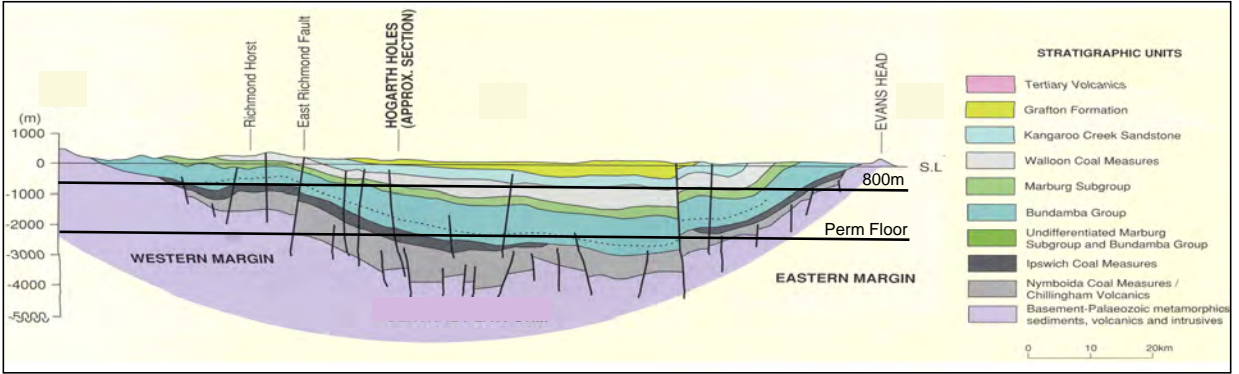 Richmond Horst
East Richmond Fault
HOGARTH HOLES
(APPROX. SECTION)
EVANS HEAD
(m)
1000
0
-1000
-2000
-3000
-4000
-5000
S.L
800m
Perm Floor
WESTERN MARGIN
EASTERN MARGIN
STRATIGRAPHIC UNITS
Tertiary Volcanics
Grafton Formation
Kangaroo Creek Sandstone
Walloon Coal Measures
Marburg Subgroup
Bundamba Group
Undifferentiated Marburg
Subgroup and Bundamba Group
Ipswich Coal Measures
Nymboida Coal Measures /
Chillingham Volcanics
Basement-Palaeozoic metamorphics
sediments, volcanics and intrusives
0 10 20km